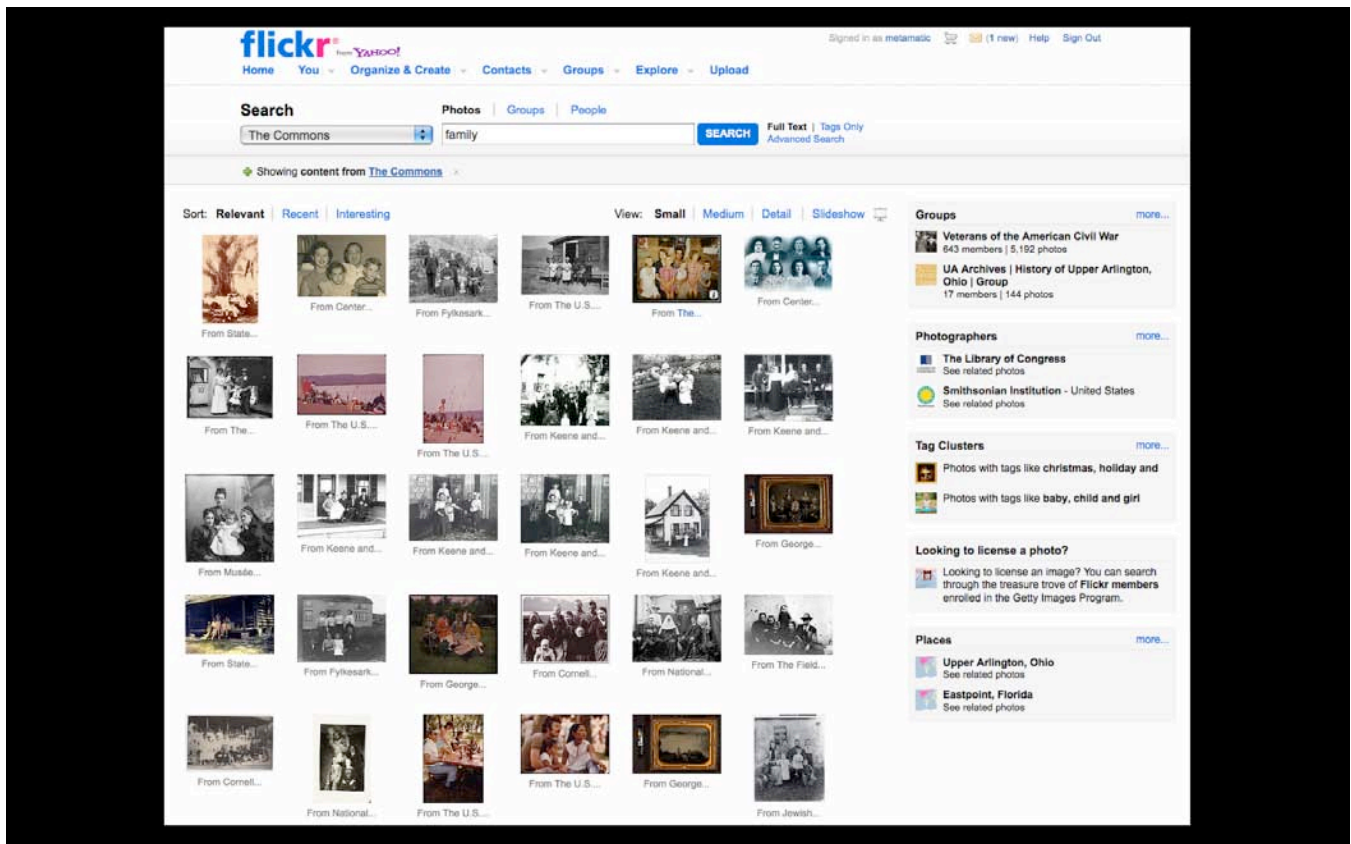 flickr from YAHOO!
Signed in as metamatic (1 new) Help Sign Out
Home You Organize & Create Contacts Groups Explore Upload
Search
Photos Groups People
The Commons
family
SEARCH
Full Text Tags Only
Advanced Search
Showing content from The Commons x
Sort: Relevant Recent Interesting
View: Small Medium Detail Slideshow
From State...
From Center...
From Fylkesark...
From The U.S....
From The...
From Center...
From The...
From The U.S....
From The U.S....
From Keene and...
From Keene and...
From Keene and...
From Musée...
From Keene and...
From Keene and...
From Keene and...
From Keene and...
From George...
From State...
From Fylkesark...
From George...
From Cornell...
From National...
From The Field...
From Cornell...
From National...
From The U.S....
From The U.S....
From George...
From Jewish...
Groups more...
Veterans of the American Civil War
643 members | 5,192 photos
UA Archives | History of Upper Arlington,
Ohio | Group
17 members | 144 photos
Photographers more...
The Library of Congress
See related photos
Smithsonian Institution - United States
See related photos
Tag Clusters more...
Photos with tags like christmas, holiday and
Photos with tags like baby, child and girl
Looking to license a photo?
Looking to license an image? You can search
through the treasure trove of Flickr members
enrolled in the Getty Images Program.
Places more...
Upper Arlington, Ohio
See related photos
Eastpoint, Florida
See related photos